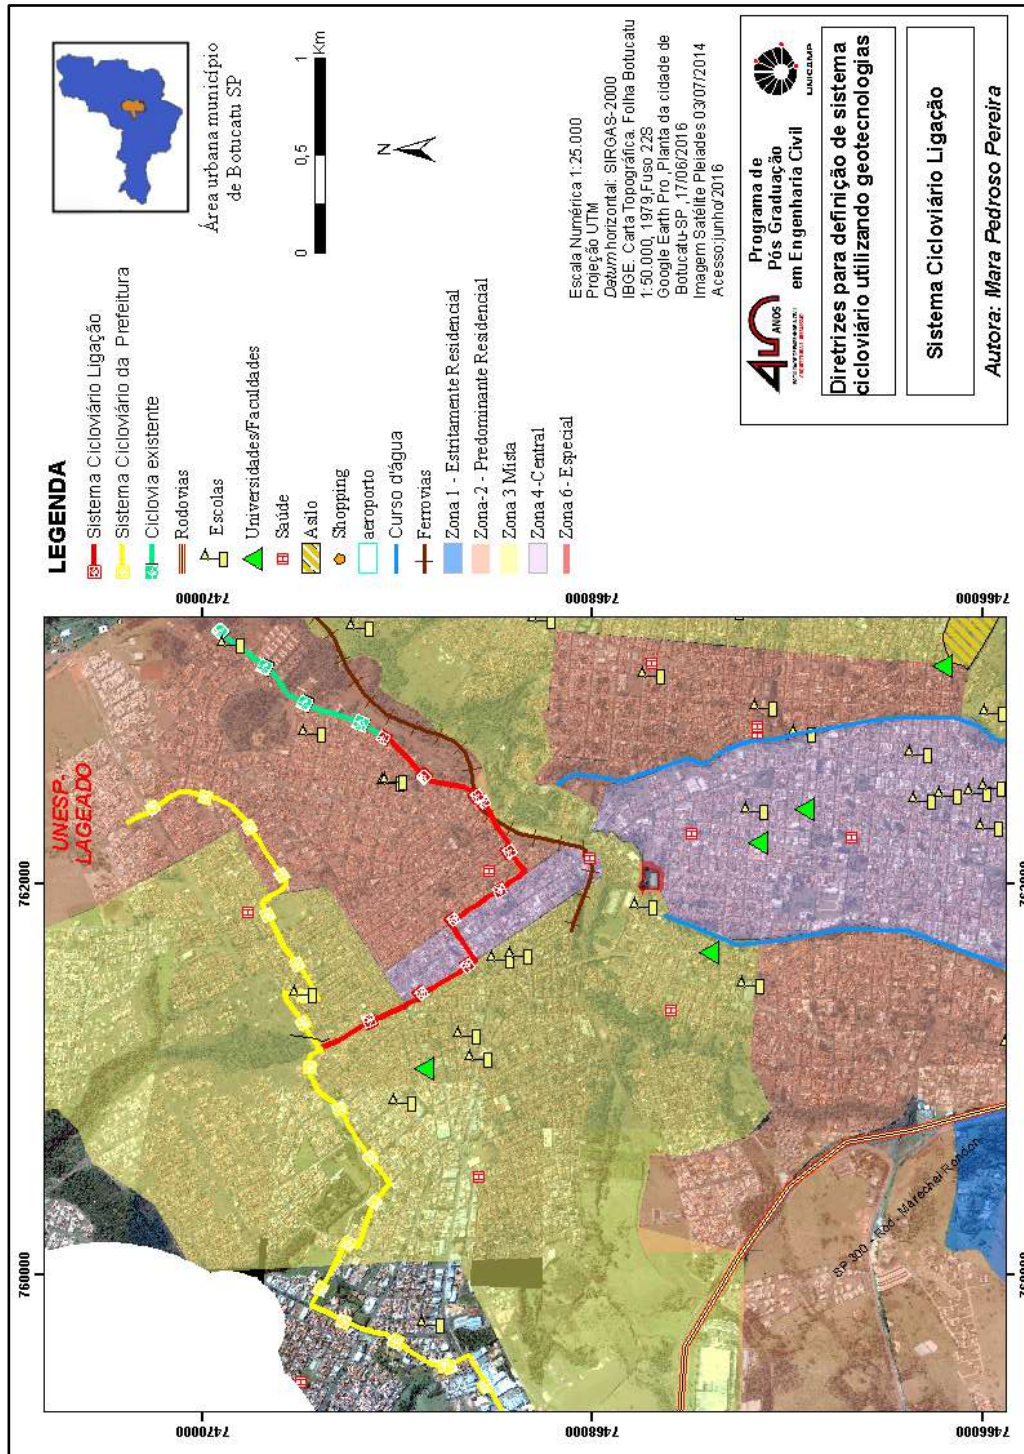 LEGENDA
Sistema Cicloviário Ligação
Sistema Cicloviário da Prefeitura
Ciclovia existente
Rodovias
Escolas
Universidades/Faculdades
Saúde
Asilo
Shopping
aeroporto
Curso d'água
Ferrovias
Zona 1 - Estritamente Residencial
Zona-2 - Predominante Residencial
Zona 3 Mista
Zona 4 -Central
Zona 6 - Especial
Área urbana município
de Botucatu SP
0
0,5
1
Km
N
Escala Numérica 1:25.000
Projeção UTM
Datum horizontal: SIRGAS-2000
IBGE. Carta Topográfica. Folha Botucatu
1:50.000, 1979,Fuso 22S
Google Earth Pro ,Planta da cidade de
Botucatu-SP ,17/06/2016
Imagem Satélite Pleiades 03/07/2014
Acesso:junho/2016
ANOS
Programa de
Pós Graduação
em Engenharia Civil
UNICAMP
Diretrizes para definição de sistema
cicloviário utilizando geotecnologias
Sistema Cicloviário Ligação
Autora: Mara Pedroso Pereira
7470000
7468000
7466000
760000
762000
UNESP,
LAGEADO
SP 300 - Rod. Marechal Rondon
7470000
7468000
7466000
760000
762000